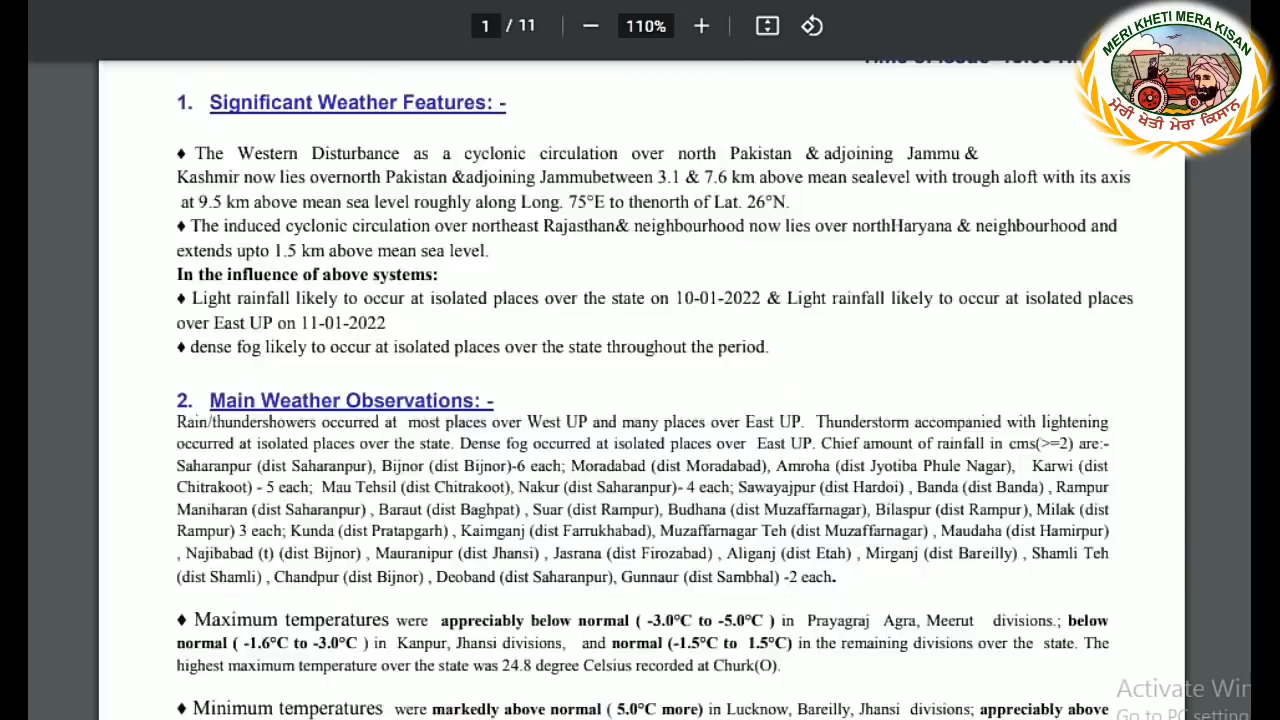 1 / 11 − 110% +
MERI KHETI MERA KISAN
ਮੇਰੀ ਖੇਤੀ ਮੇਰਾ ਕਿਸਾਨ
1. Significant Weather Features: -
♦ The Western Disturbance as a cyclonic circulation over north Pakistan & adjoining Jammu &
Kashmir now lies overnorth Pakistan &adjoining Jammubetween 3.1 & 7.6 km above mean sealevel with trough aloft with its axis
at 9.5 km above mean sea level roughly along Long. 75°E to thenorth of Lat. 26°N.
♦ The induced cyclonic circulation over northeast Rajasthan& neighbourhood now lies over northHaryana & neighbourhood and
extends upto 1.5 km above mean sea level.
In the influence of above systems:
♦ Light rainfall likely to occur at isolated places over the state on 10-01-2022 & Light rainfall likely to occur at isolated places
over East UP on 11-01-2022
♦ dense fog likely to occur at isolated places over the state throughout the period.
2. Main Weather Observations: -
Rain/thundershowers occurred at most places over West UP and many places over East UP. Thunderstorm accompanied with lightening
occurred at isolated places over the state. Dense fog occurred at isolated places over East UP. Chief amount of rainfall in cms(>=2) are:-
Saharanpur (dist Saharanpur), Bijnor (dist Bijnor)-6 each; Moradabad (dist Moradabad), Amroha (dist Jyotiba Phule Nagar), Karwi (dist
Chitrakoot) - 5 each; Mau Tehsil (dist Chitrakoot), Nakur (dist Saharanpur)- 4 each; Sawayajpur (dist Hardoi) , Banda (dist Banda) , Rampur
Maniharan (dist Saharanpur) , Baraut (dist Baghpat) , Suar (dist Rampur), Budhana (dist Muzaffarnagar), Bilaspur (dist Rampur), Milak (dist
Rampur) 3 each; Kunda (dist Pratapgarh) , Kaimganj (dist Farrukhabad), Muzaffarnagar Teh (dist Muzaffarnagar) , Maudaha (dist Hamirpur)
, Najibabad (t) (dist Bijnor) , Mauranipur (dist Jhansi) , Jasrana (dist Firozabad) , Aliganj (dist Etah) , Mirganj (dist Bareilly) , Shamli Teh
(dist Shamli) , Chandpur (dist Bijnor) , Deoband (dist Saharanpur), Gunnaur (dist Sambhal) -2 each.
♦ Maximum temperatures were appreciably below normal ( -3.0°C to -5.0°C ) in Prayagraj Agra, Meerut divisions.; below
normal ( -1.6°C to -3.0°C ) in Kanpur, Jhansi divisions, and normal (-1.5°C to 1.5°C) in the remaining divisions over the state. The
highest maximum temperature over the state was 24.8 degree Celsius recorded at Churk(O).
♦ Minimum temperatures were markedly above normal ( 5.0°C more) in Lucknow, Bareilly, Jhansi divisions; appreciably above
Activate Win
Go to PC setting